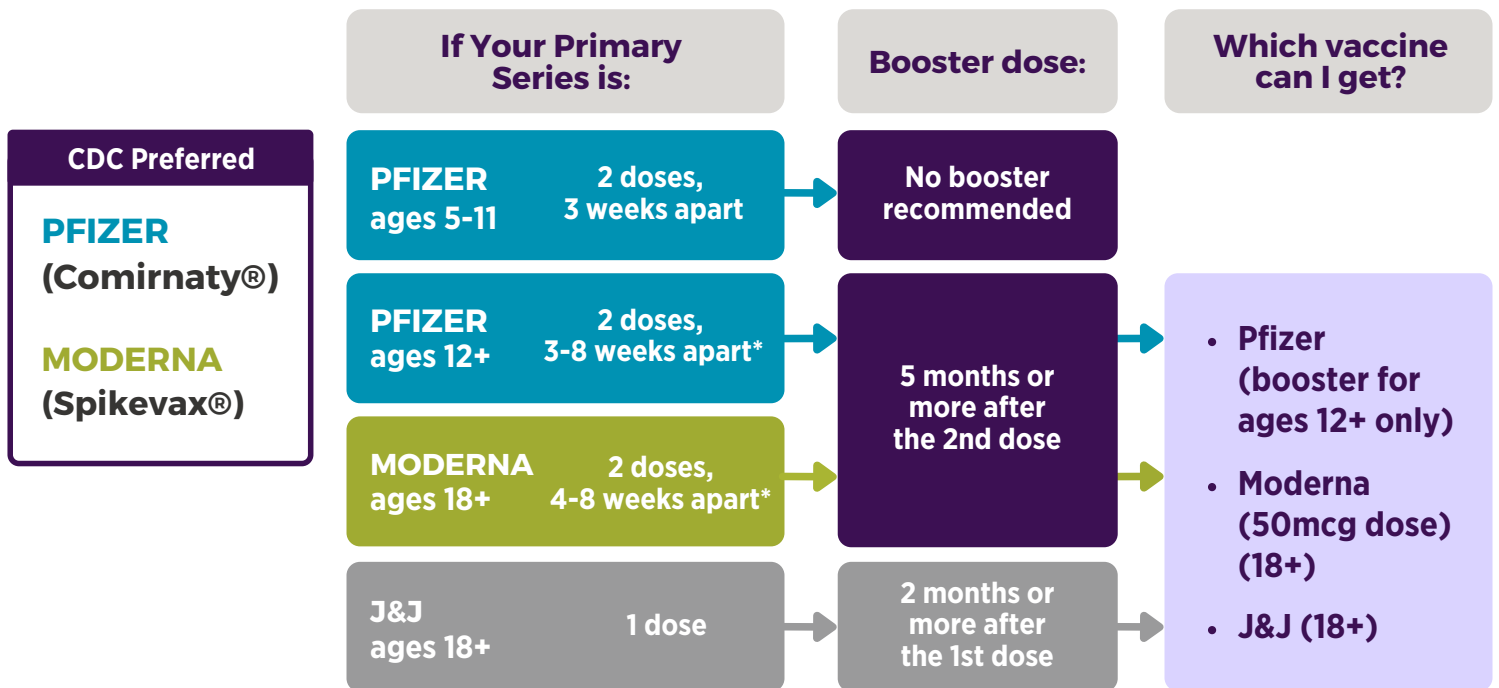 If Your Primary
Series is:
Booster dose:
Which vaccine
can I get?
CDC Preferred
PFIZER
(Comirnaty®)
MODERNA
(Spikevax®)
PFIZER
ages 5-11
2 doses,
3 weeks apart
No booster
recommended
PFIZER
ages 12+
2 doses,
3-8 weeks apart*
MODERNA
ages 18+
2 doses,
4-8 weeks apart*
5 months or
more after
the 2nd dose
J&J
ages 18+
1 dose
2 months or
more after
the 1st dose
• Pfizer
(booster for
ages 12+ only)
• Moderna
(50mcg dose)
(18+)
• J&J (18+)